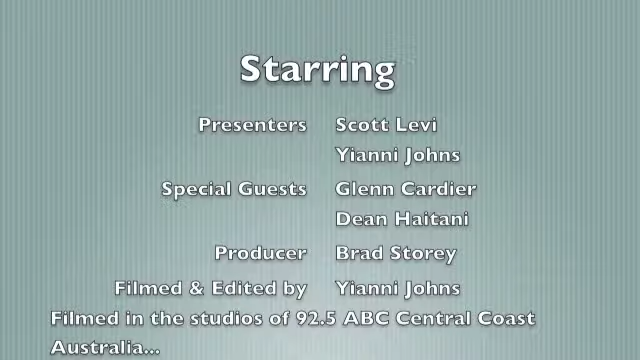 Starring
Presenters Scott Levi
Yianni Johns
Special Guests Glenn Cardier
Dean Haitani
Producer Brad Storey
Filmed & Edited by Yianni Johns
Filmed in the studios of 92.5 ABC Central Coast
Australia...